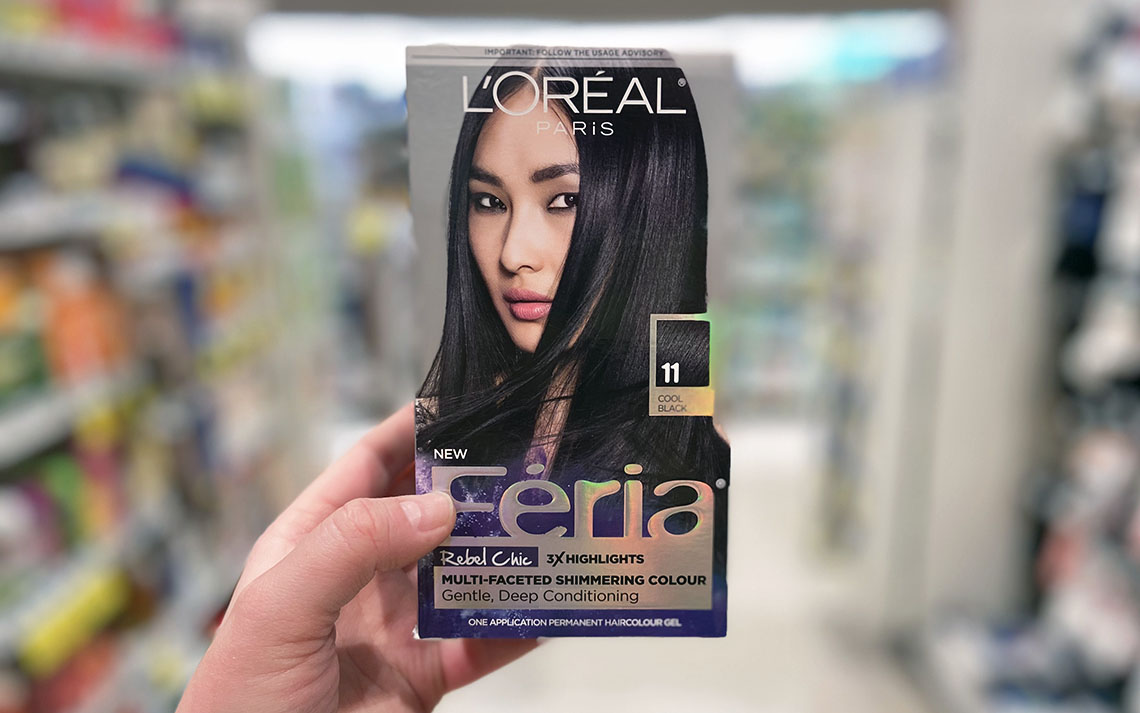 IMPORTANT: FOLLOW THE USAGE ADVISORY
L'ORÉAL®
PARiS
11
COOL
BLACK
NEW
Féria®
Rebel Chic 3X HIGHLIGHTS
MULTI-FACETED SHIMMERING COLOUR
Gentle, Deep Conditioning
ONE APPLICATION PERMANENT HAIRCOLOUR GEL